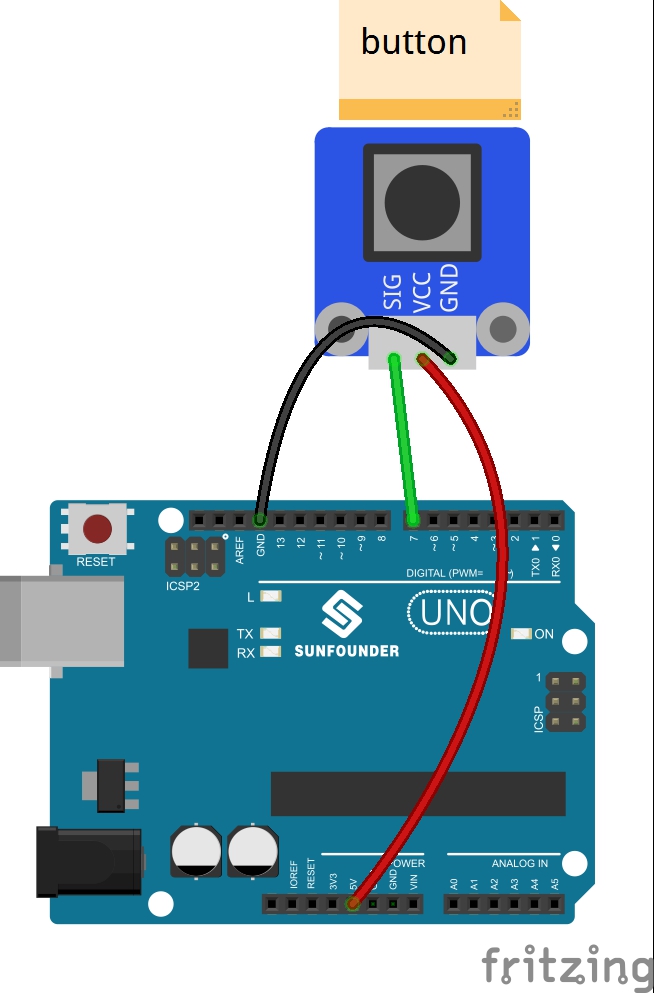 button
SIG
VCC
GND
RESET
ICSP2
AREF
GND
13
12
~11
~10
~9
8
7
~6
~5
4
~3
2
TX0 ▶ 1
RX0 ◀ 0
DIGITAL (PWM=
)
L
TX
RX
SUNFOUNDER
UNO
ON
1
ICSP
IOREF
RESET
3V3
5V
GND
VIN
ANALOG IN
A0
A1
A2
A3
A4
A5
fritzing